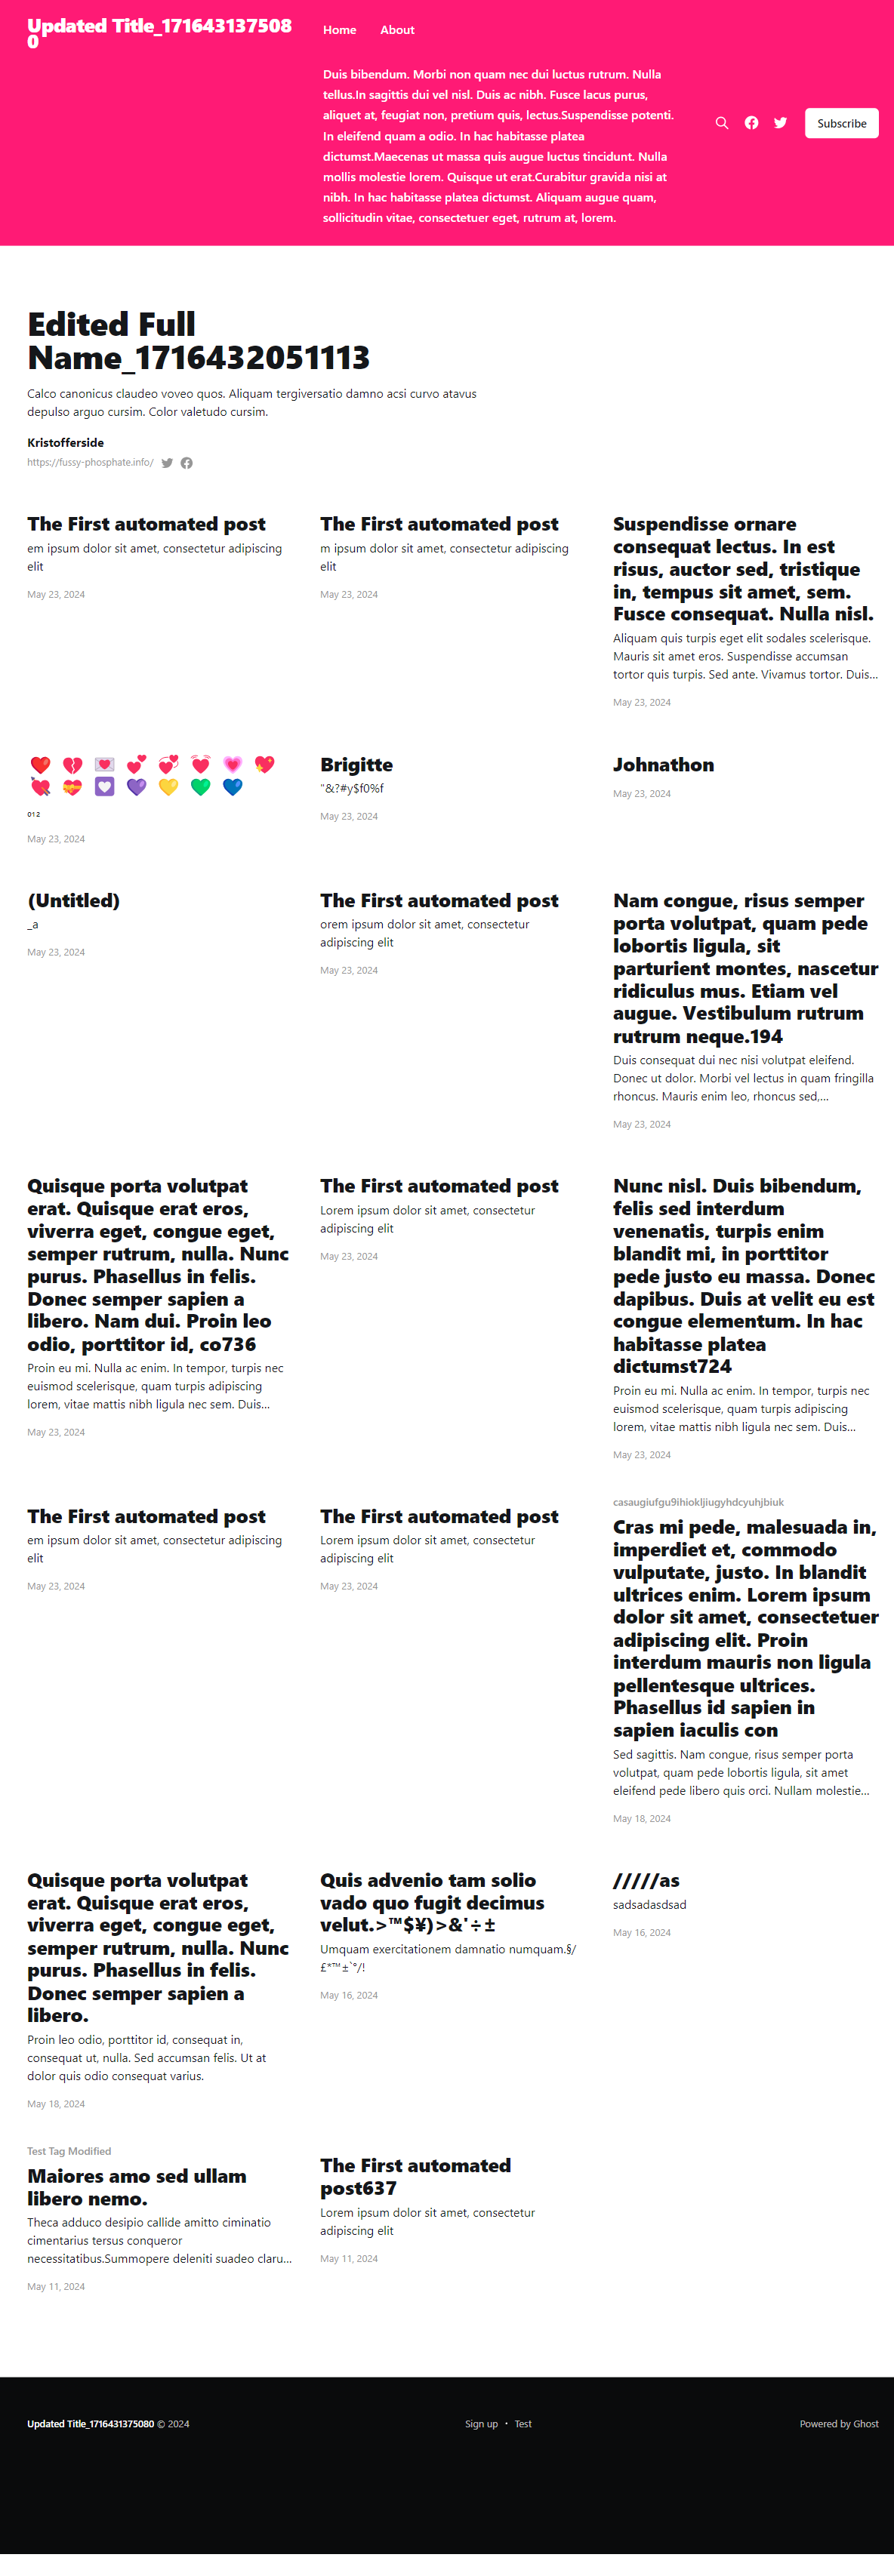 Updated Title_171643137508
0
Home About
Duis bibendum. Morbi non quam nec dui luctus rutrum. Nulla
tellus.In sagittis dui vel nisl. Duis ac nibh. Fusce lacus purus,
aliquet at, feugiat non, pretium quis, lectus.Suspendisse potenti.
In eleifend quam a odio. In hac habitasse platea
dictumst.Maecenas ut massa quis augue luctus tincidunt. Nulla
mollis molestie lorem. Quisque ut erat.Curabitur gravida nisi at
nibh. In hac habitasse platea dictumst. Aliquam augue quam,
sollicitudin vitae, consectetuer eget, rutrum at, lorem.
Subscribe
Edited Full
Name_1716432051113
Calco canonicus claudeo voveo quos. Aliquam tergiversatio damno acsi curvo atavus
depulso arguo cursim. Color valetudo cursim.
Kristofferside
https://fussy-phosphate.info/
The First automated post
em ipsum dolor sit amet, consectetur adipiscing
elit
May 23, 2024
The First automated post
m ipsum dolor sit amet, consectetur adipiscing
elit
May 23, 2024
Suspendisse ornare
consequat lectus. In est
risus, auctor sed, tristique
in, tempus sit amet, sem.
Fusce consequat. Nulla nisl.
Aliquam quis turpis eget elit sodales scelerisque.
Mauris sit amet eros. Suspendisse accumsan
tortor quis turpis. Sed ante. Vivamus tortor. Duis...
May 23, 2024
❤️ 💔 💌 💕 💞 💓 💗 💖
💘 💝 💟 💜 💛 💚 💙
⁰¹²
May 23, 2024
Brigitte
"&?#y$f0%f
May 23, 2024
Johnathon
May 23, 2024
(Untitled)
_a
May 23, 2024
The First automated post
orem ipsum dolor sit amet, consectetur
adipiscing elit
May 23, 2024
Nam congue, risus semper
porta volutpat, quam pede
lobortis ligula, sit
parturient montes, nascetur
ridiculus mus. Etiam vel
augue. Vestibulum rutrum
rutrum neque.194
Duis consequat dui nec nisi volutpat eleifend.
Donec ut dolor. Morbi vel lectus in quam fringilla
rhoncus. Mauris enim leo, rhoncus sed,...
May 23, 2024
Quisque porta volutpat
erat. Quisque erat eros,
viverra eget, congue eget,
semper rutrum, nulla. Nunc
purus. Phasellus in felis.
Donec semper sapien a
libero. Nam dui. Proin leo
odio, porttitor id, co736
Proin eu mi. Nulla ac enim. In tempor, turpis nec
euismod scelerisque, quam turpis adipiscing
lorem, vitae mattis nibh ligula nec sem. Duis...
May 23, 2024
The First automated post
Lorem ipsum dolor sit amet, consectetur
adipiscing elit
May 23, 2024
Nunc nisl. Duis bibendum,
felis sed interdum
venenatis, turpis enim
blandit mi, in porttitor
pede justo eu massa. Donec
dapibus. Duis at velit eu est
congue elementum. In hac
habitasse platea
dictumst724
Proin eu mi. Nulla ac enim. In tempor, turpis nec
euismod scelerisque, quam turpis adipiscing
lorem, vitae mattis nibh ligula nec sem. Duis...
May 23, 2024
The First automated post
em ipsum dolor sit amet, consectetur adipiscing
elit
May 23, 2024
The First automated post
Lorem ipsum dolor sit amet, consectetur
adipiscing elit
May 23, 2024
casaugiufgu9ihiokljiugyhdcyuhjbiuk
Cras mi pede, malesuada in,
imperdiet et, commodo
vulputate, justo. In blandit
ultrices enim. Lorem ipsum
dolor sit amet, consectetuer
adipiscing elit. Proin
interdum mauris non ligula
pellentesque ultrices.
Phasellus id sapien in
sapien iaculis con
Sed sagittis. Nam congue, risus semper porta
volutpat, quam pede lobortis ligula, sit amet
eleifend pede libero quis orci. Nullam molestie...
May 18, 2024
Quisque porta volutpat
erat. Quisque erat eros,
viverra eget, congue eget,
semper rutrum, nulla. Nunc
purus. Phasellus in felis.
Donec semper sapien a
libero.
Proin leo odio, porttitor id, consequat in,
consequat ut, nulla. Sed accumsan felis. Ut at
dolor quis odio consequat varius.
May 18, 2024
Quis advenio tam solio
vado quo fugit decimus
velut.>™$¥)>&'÷±
Umquam exercitationem damnatio numquam.§/
£*™±`°/!
May 16, 2024
/////as
sadsadasdsad
May 16, 2024
Test Tag Modified
Maiores amo sed ullam
libero nemo.
Theca adduco desipio callide amitto ciminatio
cimentarius tersus conqueror
necessitatibus.Summopere deleniti suadeo claru...
May 11, 2024
The First automated
post637
Lorem ipsum dolor sit amet, consectetur
adipiscing elit
May 11, 2024
Updated Title_1716431375080 © 2024
Sign up • Test
Powered by Ghost